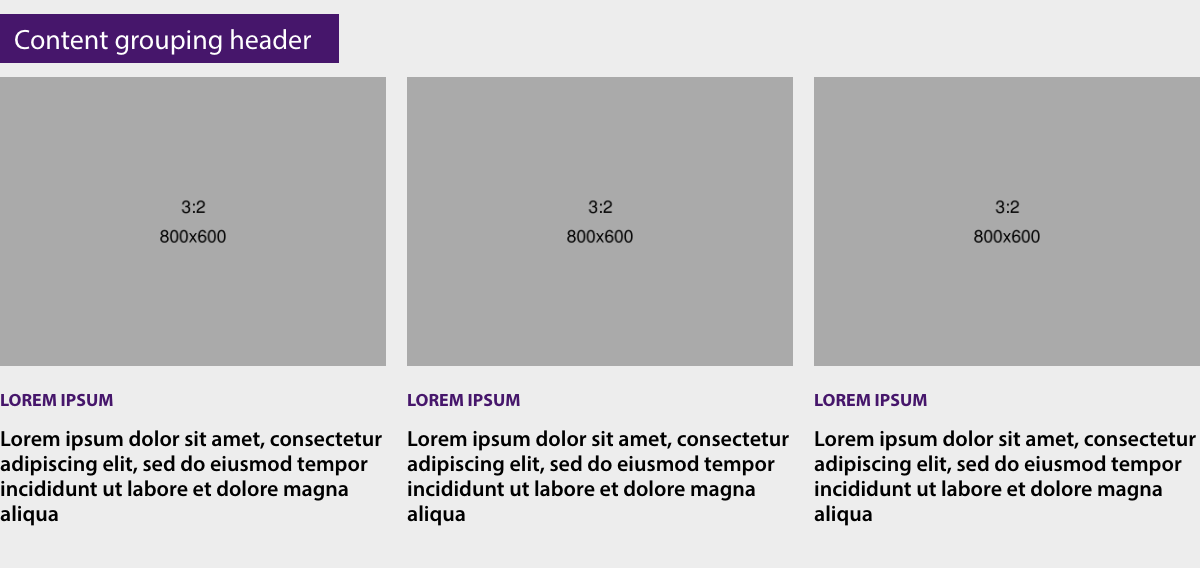 Content grouping header
3:2
800x600
3:2
800x600
3:2
800x600
LOREM IPSUM
Lorem ipsum dolor sit amet, consectetur
adipiscing elit, sed do eiusmod tempor
incididunt ut labore et dolore magna
aliqua
LOREM IPSUM
Lorem ipsum dolor sit amet, consectetur
adipiscing elit, sed do eiusmod tempor
incididunt ut labore et dolore magna
aliqua
LOREM IPSUM
Lorem ipsum dolor sit amet, consectetur
adipiscing elit, sed do eiusmod tempor
incididunt ut labore et dolore magna
aliqua